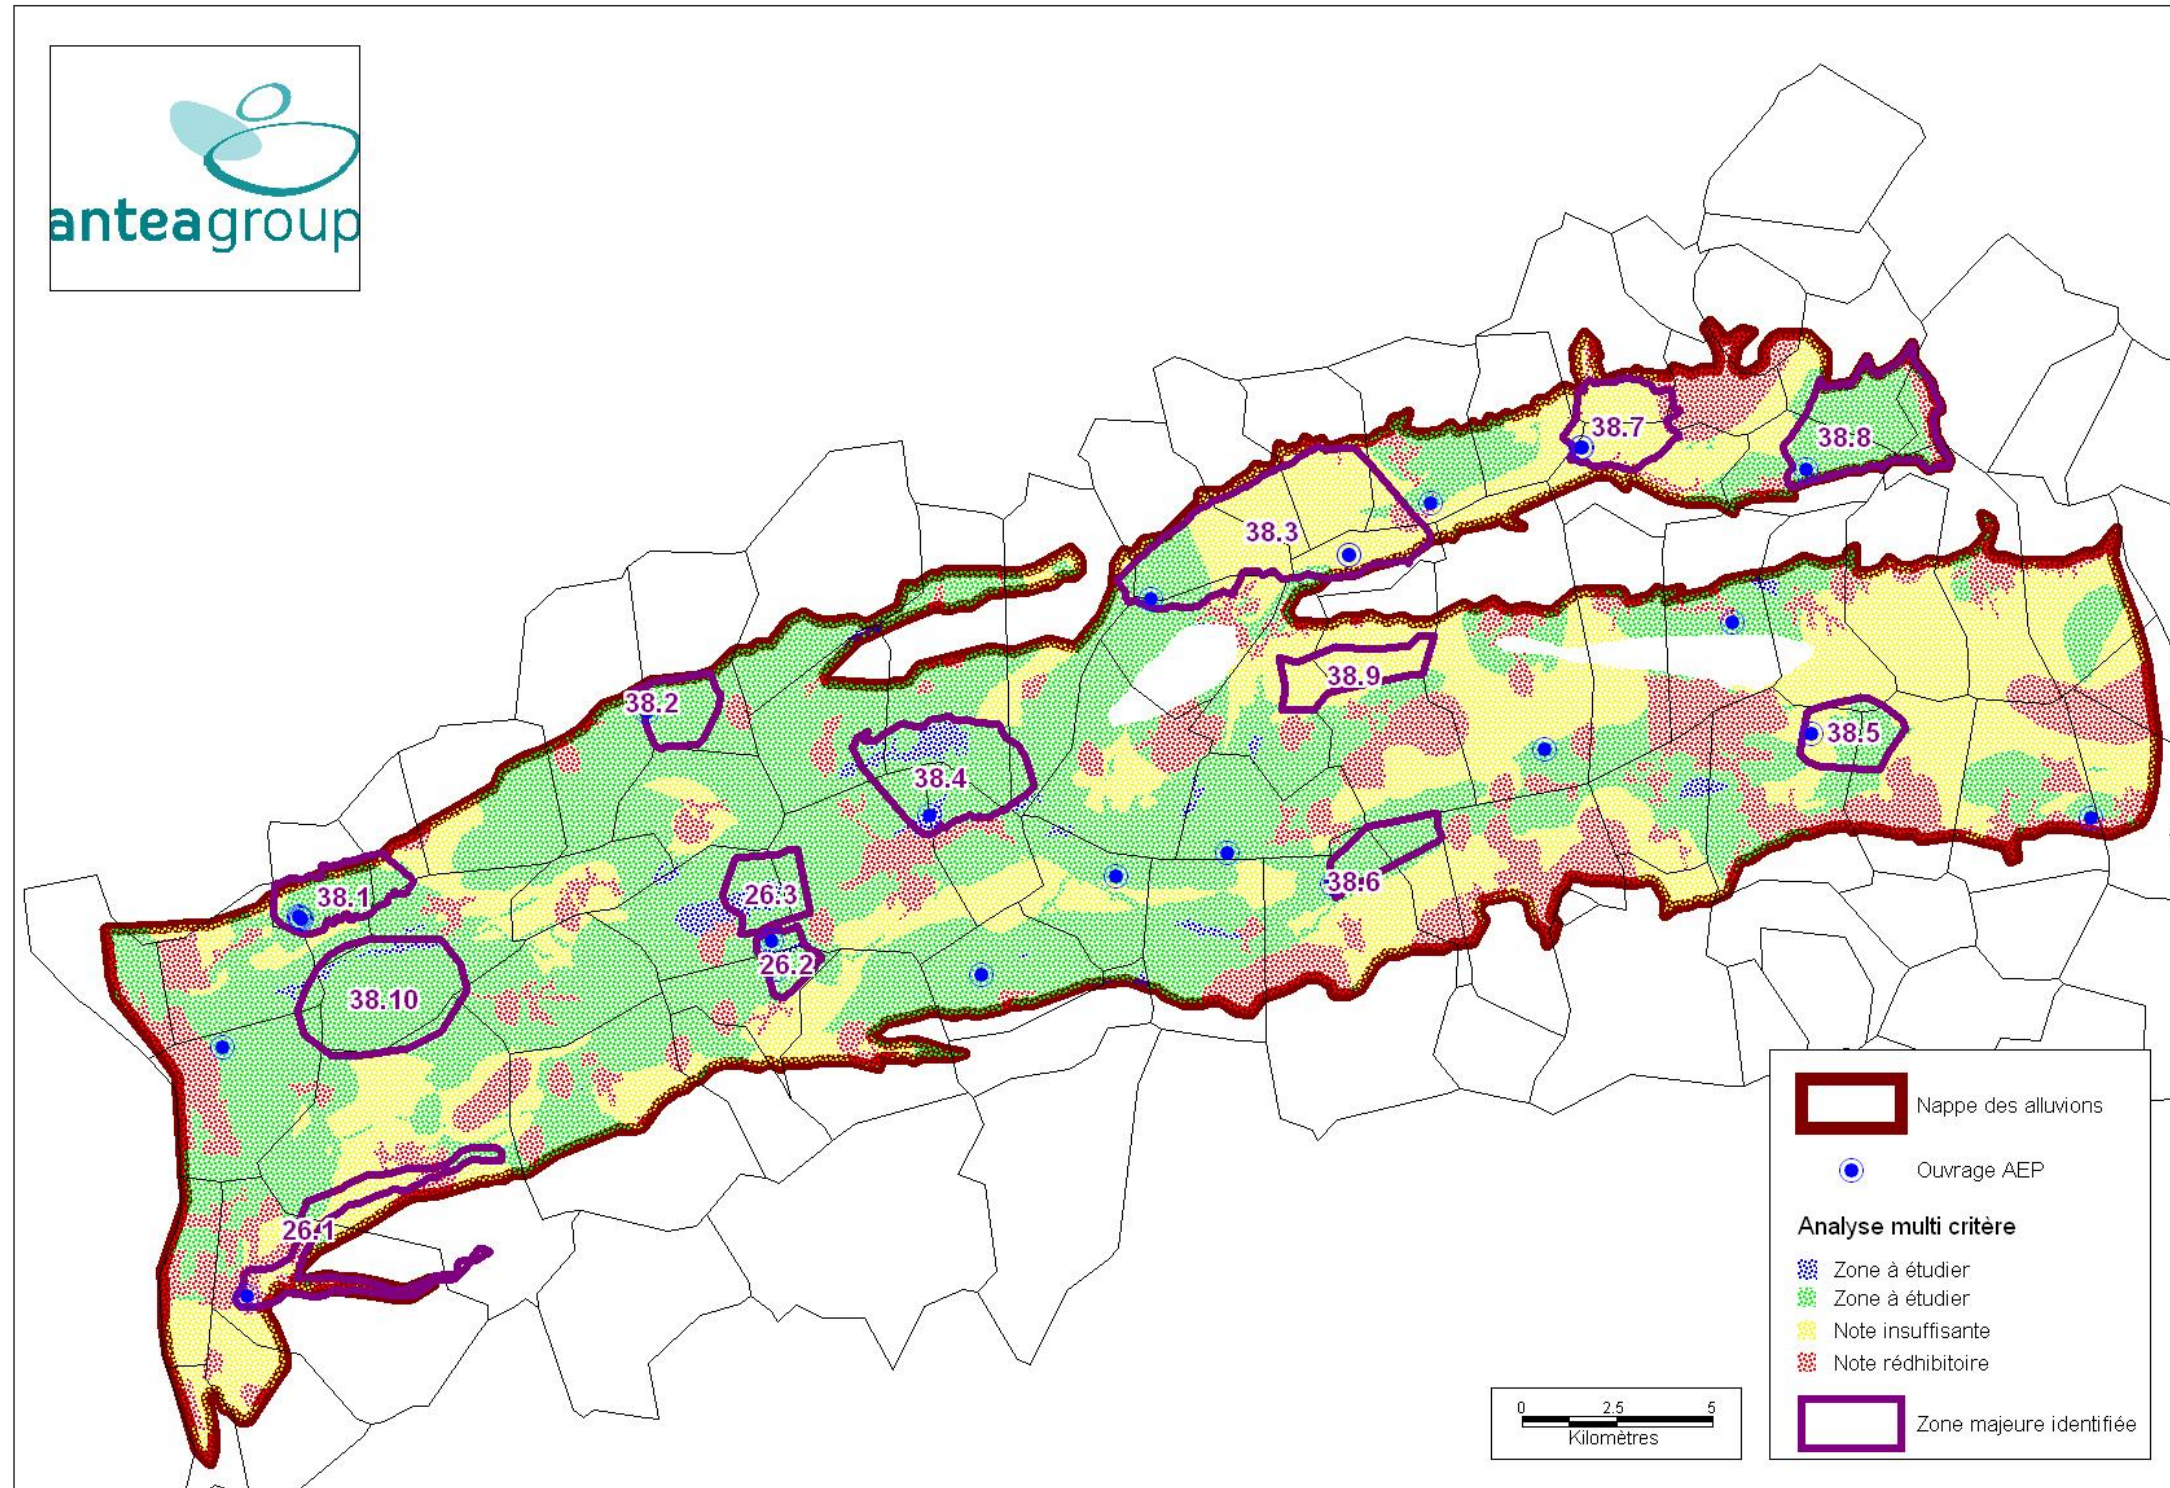 anteagroup
38.7
38.8
38.3
38.9
38.2
38.5
38.4
38.6
26.3
38.1
26.2
38.10
26.1
Nappe des alluvions
Ouvrage AEP
Analyse multi critère
Zone à étudier
Zone à étudier
Note insuffisante
Note rédhibitoire
Zone majeure identifiée
0 2.5 5
Kilomètres